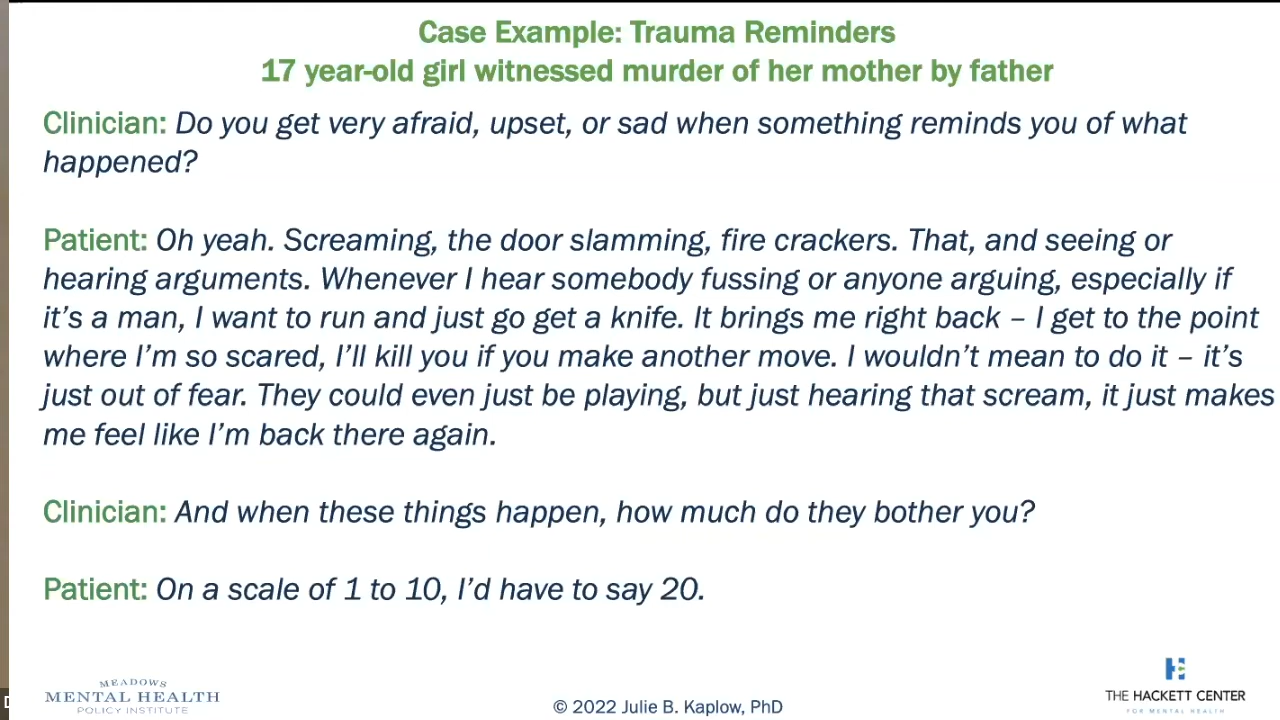 Case Example: Trauma Reminders
17 year-old girl witnessed murder of her mother by father
Clinician: Do you get very afraid, upset, or sad when something reminds you of what
happened?
Patient: Oh yeah. Screaming, the door slamming, fire crackers. That, and seeing or
hearing arguments. Whenever I hear somebody fussing or anyone arguing, especially if
it's a man, I want to run and just go get a knife. It brings me right back – I get to the point
where I'm so scared, I'll kill you if you make another move. I wouldn't mean to do it – it's
just out of fear. They could even just be playing, but just hearing that scream, it just makes
me feel like I'm back there again.
Clinician: And when these things happen, how much do they bother you?
Patient: On a scale of 1 to 10, I'd have to say 20.
MEADOWS
MENTAL HEALTH
POLICY INSTITUTE
© 2022 Julie B. Kaplow, PhD
THE HACKETT CENTER
FOR MENTAL HEALTH